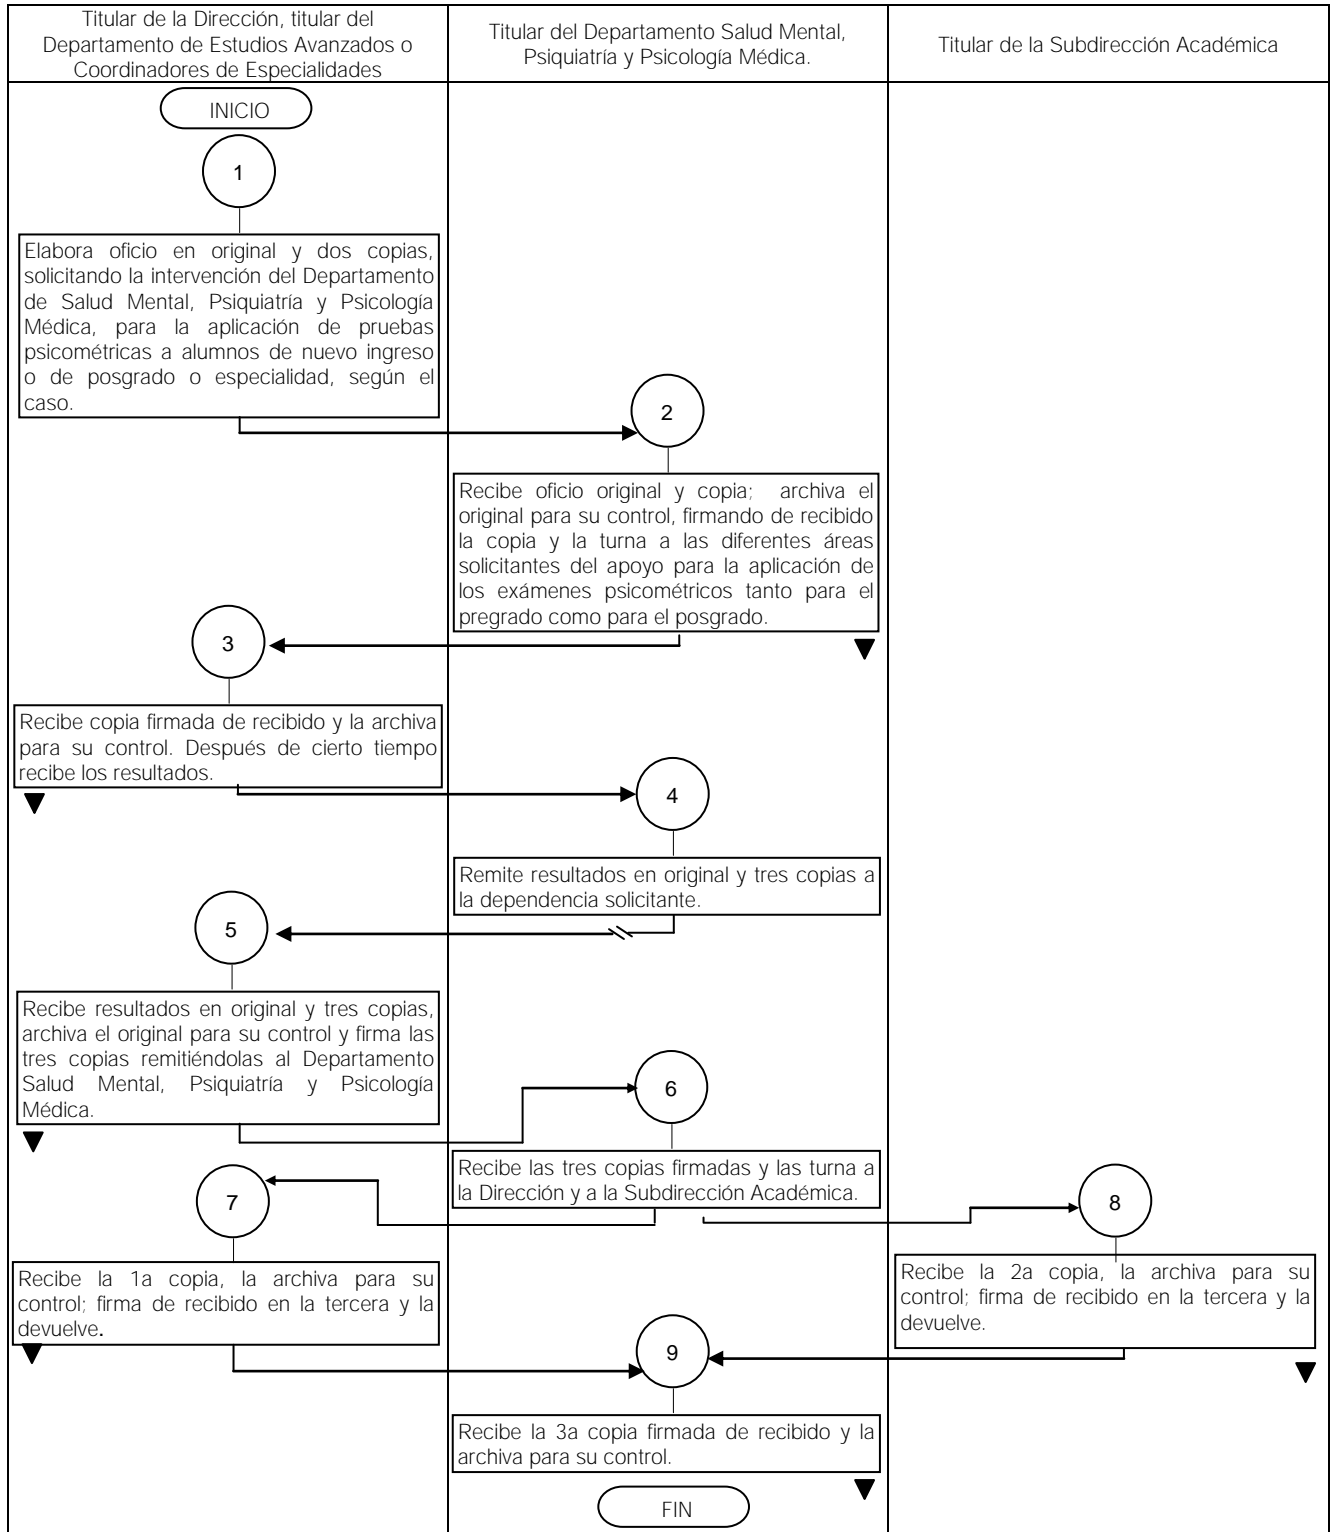 Titular de la Dirección, titular del
Departamento de Estudios Avanzados o
Coordinadores de Especialidades
Titular del Departamento Salud Mental,
Psiquiatría y Psicología Médica.
Titular de la Subdirección Académica
INICIO
1
Elabora oficio en original y dos copias,
solicitando la intervención del Departamento
de Salud Mental, Psiquiatría y Psicología
Médica, para la aplicación de pruebas
psicométricas a alumnos de nuevo ingreso
o de posgrado o especialidad, según el
caso.
2
Recibe oficio original y copia; archiva el
original para su control, firmando de recibido
la copia y la turna a las diferentes áreas
solicitantes del apoyo para la aplicación de
los exámenes psicométricos tanto para el
pregrado como para el posgrado.
3
Recibe copia firmada de recibido y la archiva
para su control. Después de cierto tiempo
recibe los resultados.
4
Remite resultados en original y tres copias a
la dependencia solicitante.
5
Recibe resultados en original y tres copias,
archiva el original para su control y firma las
tres copias remitiéndolas al Departamento
Salud Mental, Psiquiatría y Psicología
Médica.
6
Recibe las tres copias firmadas y las turna a
la Dirección y a la Subdirección Académica.
7
Recibe la 1a copia, la archiva para su
control; firma de recibido en la tercera y la
devuelve.
8
Recibe la 2a copia, la archiva para su
control; firma de recibido en la tercera y la
devuelve.
9
Recibe la 3a copia firmada de recibido y la
archiva para su control.
FIN